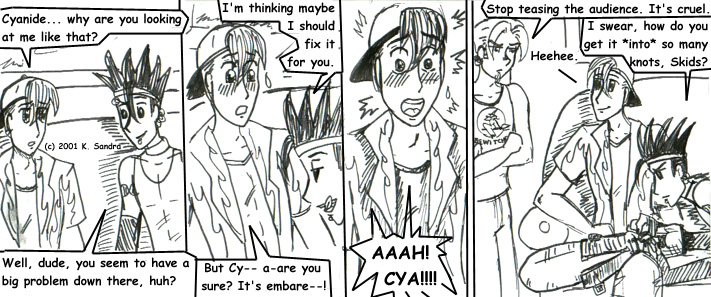 Cyanide... why are you looking
at me like that?
(c) 2001 K. Sandra
Well, dude, you seem to have a
big problem down there, huh?
I'm thinking maybe
I should
fix it
for you.
But Cy-- a-are you
sure? It's embare--!
AAAH!
CYA!!!!
Stop teasing the audience. It's cruel.
Heehee.
I swear, how do you
get it *into* so many
knots, Skids?
BEWITCH